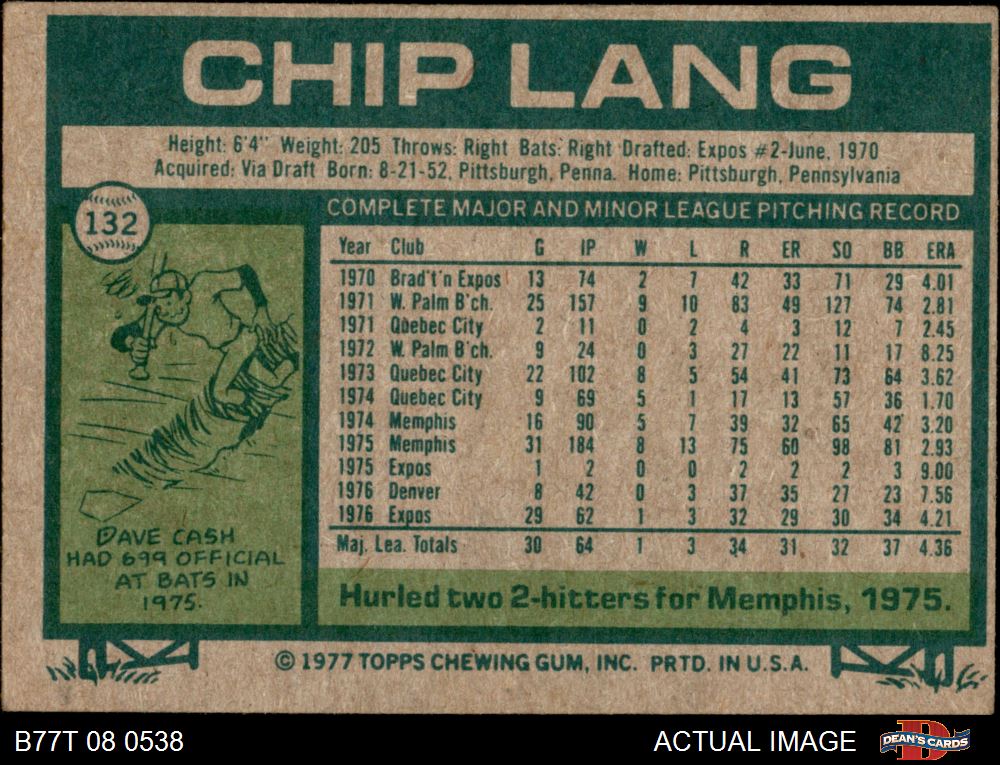 CHIP LANG
Height: 6'4" Weight: 205 Throws: Right Bats: Right Drafted: Expos #2-June, 1970
Acquired: Via Draft Born: 8-21-52, Pittsburgh, Penna. Home: Pittsburgh, Pennsylvania
132
COMPLETE MAJOR AND MINOR LEAGUE PITCHING RECORD
Year Club G IP W L R ER SO BB ERA
1970 Brad't'n Expos 13 74 2 7 42 33 71 29 4.01
1971 W. Palm B'ch. 25 157 9 10 83 49 127 74 2.81
1971 Quebec City 2 11 0 2 4 3 12 7 2.45
1972 W. Palm B'ch. 9 24 0 3 27 22 11 17 8.25
1973 Quebec City 22 102 8 5 54 41 73 64 3.62
1974 Quebec City 9 69 5 1 17 13 57 36 1.70
1974 Memphis 16 90 5 7 39 32 65 42 3.20
1975 Memphis 31 184 8 13 75 60 98 81 2.93
1975 Expos 1 2 0 0 2 2 2 3 9.00
1976 Denver 8 42 0 3 37 35 27 23 7.56
1976 Expos 29 62 1 3 32 29 30 34 4.21
Maj. Lea. Totals 30 64 1 3 34 31 32 37 4.36
DAVE CASH
HAD 699 OFFICIAL
AT BATS IN
1975.
Hurled two 2-hitters for Memphis, 1975.
© 1977 TOPPS CHEWING GUM, INC. PRTD. IN U.S.A.
B77T 08 0538
ACTUAL IMAGE
DEAN'S CARDS